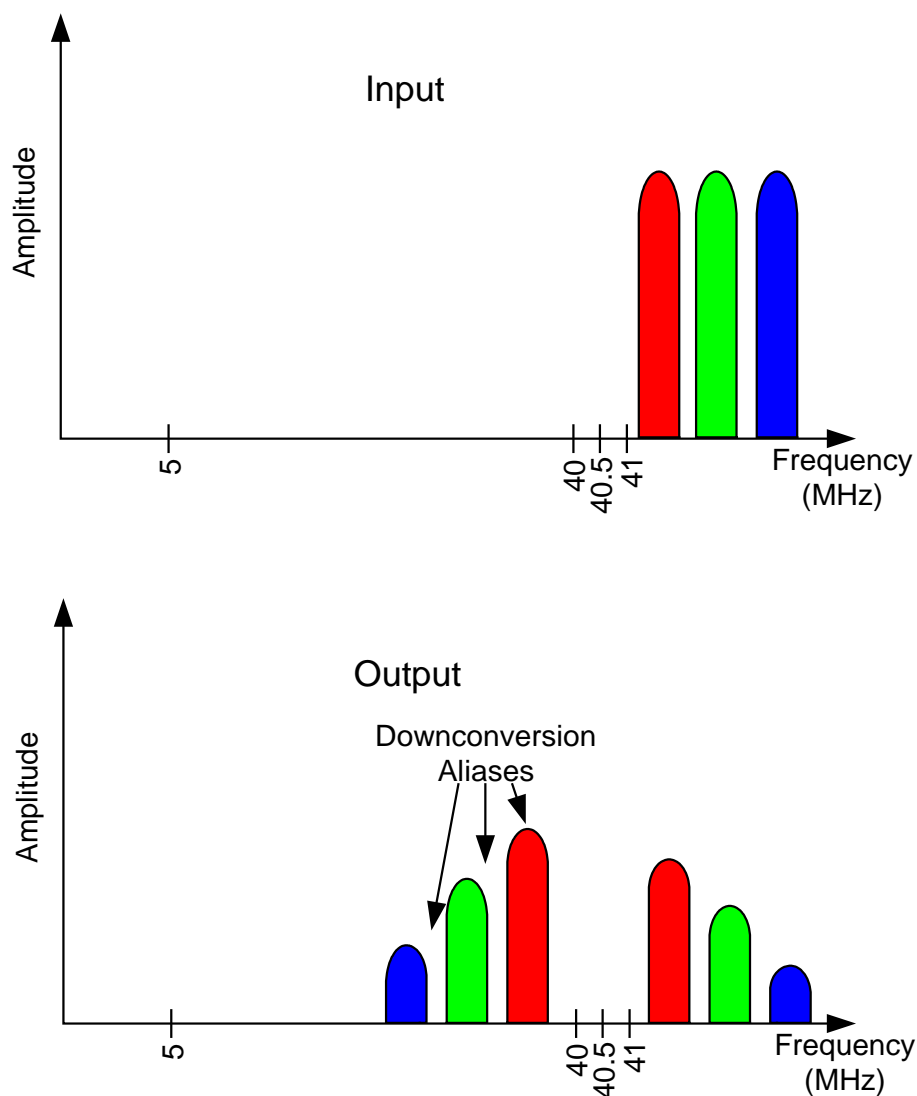 Input
Amplitude
5
40
40.5
41
Frequency
(MHz)
Output
Downconversion
Aliases
Amplitude
5
40
40.5
41
Frequency
(MHz)